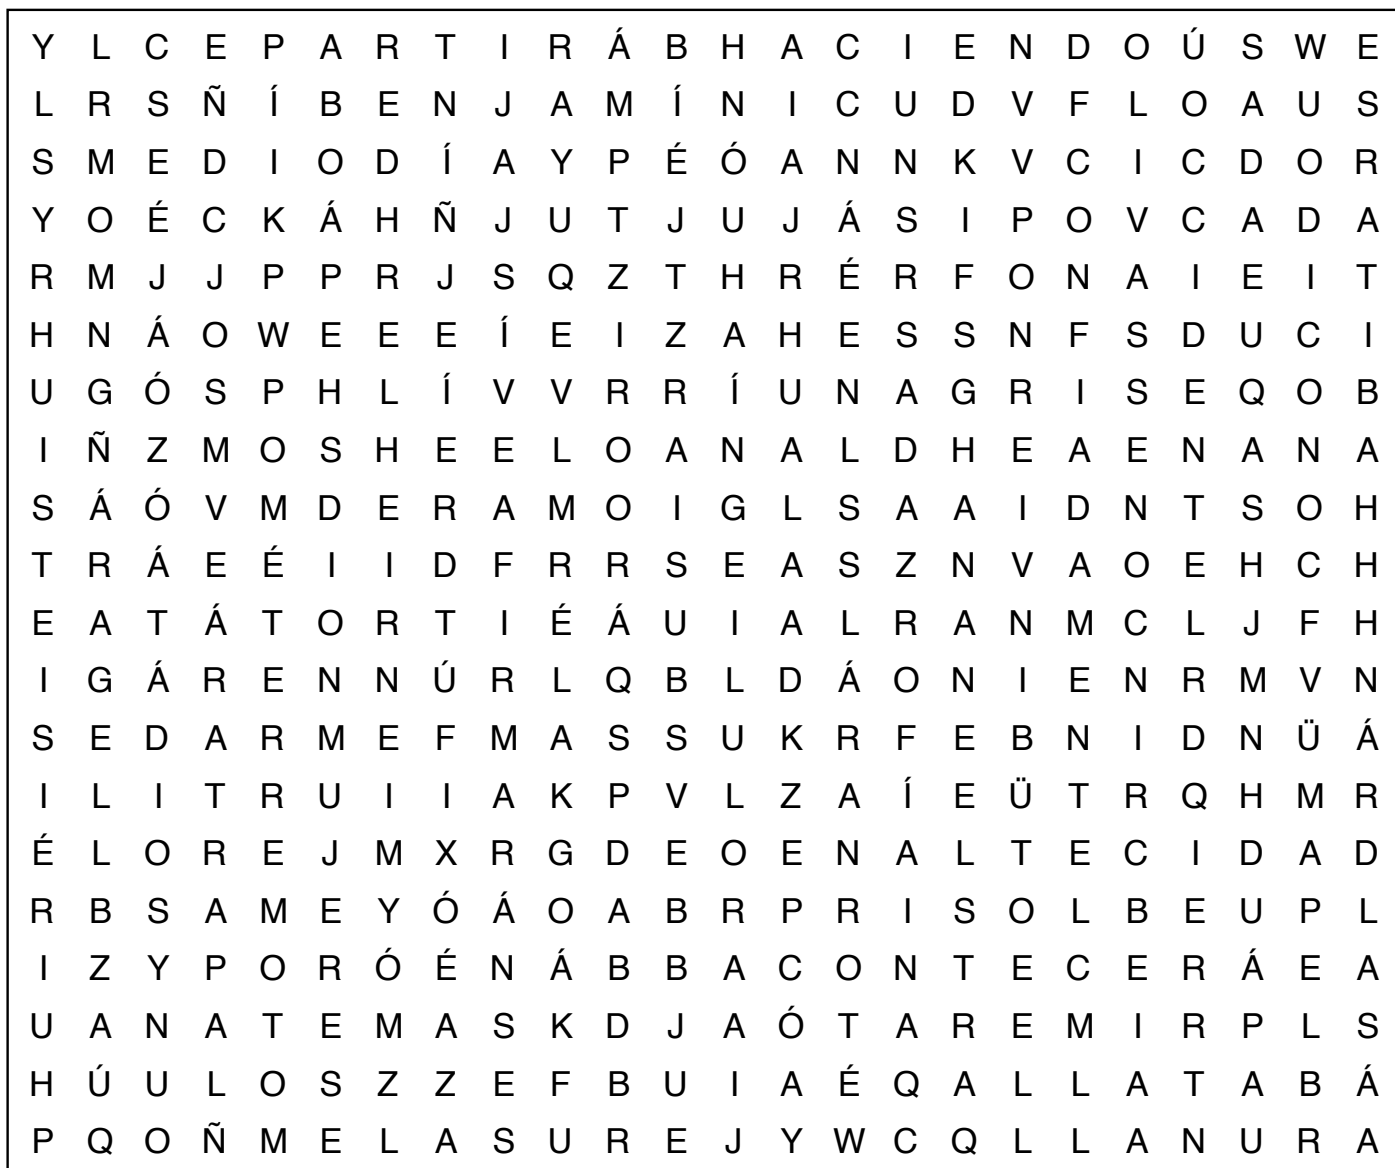 Y L C E P A R T I R Á B H A C I E N D O Ú S W E
L R S Ñ Í B E N J A M Í N I C U D V F L O A U S
S M E D I O D Í A Y P É Ó A N N K V C I C D O R
Y O É C K Á H Ñ J U T J U J Á S I P O V C A D A
R M J J P P R J S Q Z T H R É R F O N A I E I T
H N Á O W E E E Í E I Z A H E S S N F S D U C I
U G Ó S P H L Í V V R R Í U N A G R I S E Q O B
I Ñ Z M O S H E E L O A N A L D H E A E N A N A
S Á Ó V M D E R A M O I G L S A A I D N T S O H
T R Á E É I I D F R R S E A S Z N V A O E H C H
E A T Á T O R T I É Á U I A L R A N M C L J F H
I G Á R E N N Ú R L Q B L D Á O N I E N R M V N
S E D A R M E F M A S S U K R F E B N I D N Ü Á
I L I T R U I I A K P V L Z A Í E Ü T R Q H M R
É L O R E J M X R G D E O E N A L T E C I D A D
R B S A M E Y Ó Á O A B R P R I S O L B E U P L
I Z Y P O R Ó É N Á B B A C O N T E C E R Á E A
U A N A T E M A S K D J A Ó T A R E M I R P L S
H Ú U L O S Z Z E F B U I A É Q A L L A T A B Á
P Q O Ñ M E L A S U R E J Y W C Q L L A N U R A